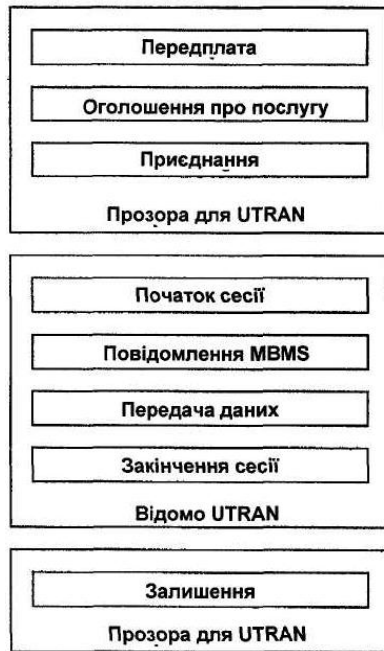 Передплата
Оголошення про послугу
Приєднання
Прозора для UTRAN
Початок сесії
Повідомлення MBMS
Передача даних
Закінчення сесії
Відомо UTRAN
Залишення
Прозора для UTRAN